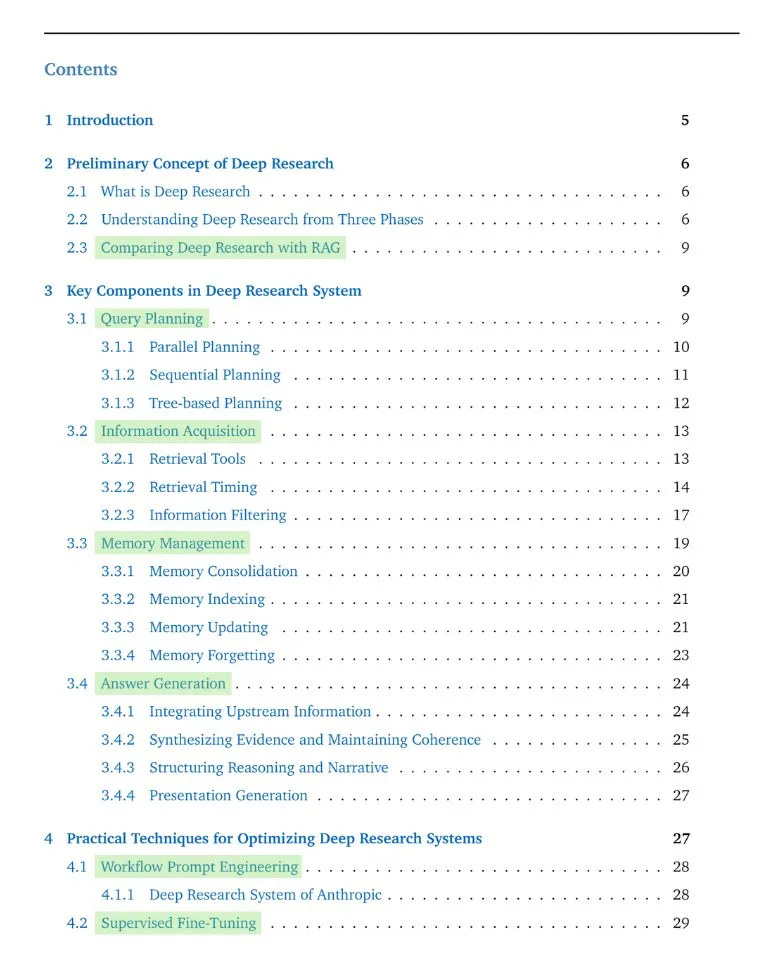 Contents
1 Introduction 5
2 Preliminary Concept of Deep Research 6
2.1 What is Deep Research . . . . . . . . . . . . . . . . . . . . . . . . . . . . . . . . . . . 6
2.2 Understanding Deep Research from Three Phases . . . . . . . . . . . . . . . . . . . . 6
2.3 Comparing Deep Research with RAG . . . . . . . . . . . . . . . . . . . . . . . . . . . 9
3 Key Components in Deep Research System 9
3.1 Query Planning . . . . . . . . . . . . . . . . . . . . . . . . . . . . . . . . . . . . . . 9
3.1.1 Parallel Planning . . . . . . . . . . . . . . . . . . . . . . . . . . . . . . . . . . 10
3.1.2 Sequential Planning . . . . . . . . . . . . . . . . . . . . . . . . . . . . . . . . 11
3.1.3 Tree-based Planning . . . . . . . . . . . . . . . . . . . . . . . . . . . . . . . . 12
3.2 Information Acquisition . . . . . . . . . . . . . . . . . . . . . . . . . . . . . . . . . . 13
3.2.1 Retrieval Tools . . . . . . . . . . . . . . . . . . . . . . . . . . . . . . . . . . . 13
3.2.2 Retrieval Timing . . . . . . . . . . . . . . . . . . . . . . . . . . . . . . . . . . 14
3.2.3 Information Filtering . . . . . . . . . . . . . . . . . . . . . . . . . . . . . . . . 17
3.3 Memory Management . . . . . . . . . . . . . . . . . . . . . . . . . . . . . . . . . . . 19
3.3.1 Memory Consolidation . . . . . . . . . . . . . . . . . . . . . . . . . . . . . . . 20
3.3.2 Memory Indexing . . . . . . . . . . . . . . . . . . . . . . . . . . . . . . . . . . 21
3.3.3 Memory Updating . . . . . . . . . . . . . . . . . . . . . . . . . . . . . . . . . 21
3.3.4 Memory Forgetting . . . . . . . . . . . . . . . . . . . . . . . . . . . . . . . . . 23
3.4 Answer Generation . . . . . . . . . . . . . . . . . . . . . . . . . . . . . . . . . . . . 24
3.4.1 Integrating Upstream Information . . . . . . . . . . . . . . . . . . . . . . . . . 24
3.4.2 Synthesizing Evidence and Maintaining Coherence . . . . . . . . . . . . . . . 25
3.4.3 Structuring Reasoning and Narrative . . . . . . . . . . . . . . . . . . . . . . . 26
3.4.4 Presentation Generation . . . . . . . . . . . . . . . . . . . . . . . . . . . . . . 27
4 Practical Techniques for Optimizing Deep Research Systems 27
4.1 Workflow Prompt Engineering . . . . . . . . . . . . . . . . . . . . . . . . . . . . . . . 28
4.1.1 Deep Research System of Anthropic . . . . . . . . . . . . . . . . . . . . . . . . 28
4.2 Supervised Fine-Tuning . . . . . . . . . . . . . . . . . . . . . . . . . . . . . . . . . . 29